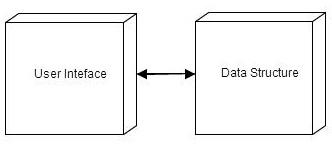 User Inteface
Data Structure